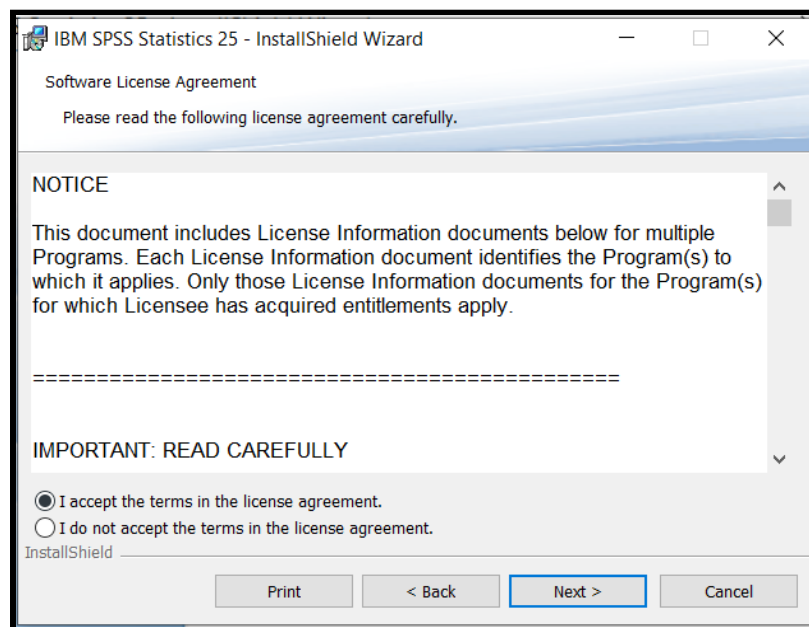 IBM SPSS Statistics 25 - InstallShield Wizard
Software License Agreement
Please read the following license agreement carefully.
NOTICE
This document includes License Information documents below for multiple
Programs. Each License Information document identifies the Program(s) to
which it applies. Only those License Information documents for the Program(s)
for which Licensee has acquired entitlements apply.
==============================================
IMPORTANT: READ CAREFULLY
I accept the terms in the license agreement.
I do not accept the terms in the license agreement.
InstallShield
Print
< Back
Next >
Cancel